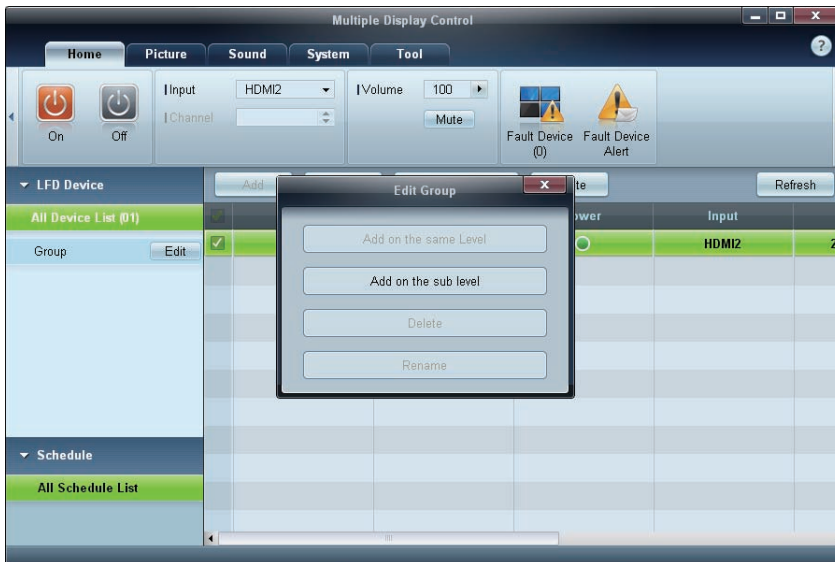 Multiple Display Control
Home Picture Sound System Tool
?
Input HDMI2
Volume 100
Channel
Mute
On Off
Fault Device (0)
Fault Device Alert
LFD Device
Add
Refresh
Edit Group
All Device List (01)
Input
Group Edit
HDMI2
Add on the same Level
Add on the sub level
Delete
Rename
Schedule
All Schedule List